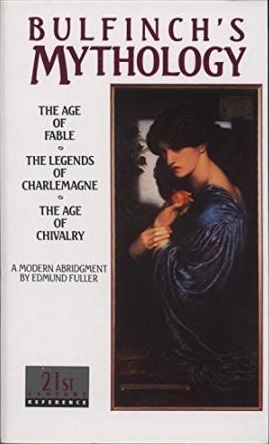 BULFINCH'S
MYTHOLOGY
THE AGE
OF
FABLE
THE LEGENDS
OF
CHARLEMAGNE
THE AGE
OF
CHIVALRY
A MODERN ABRIDGMENT
BY EDMUND FULLER
21ST
CENTURY
REFERENCE